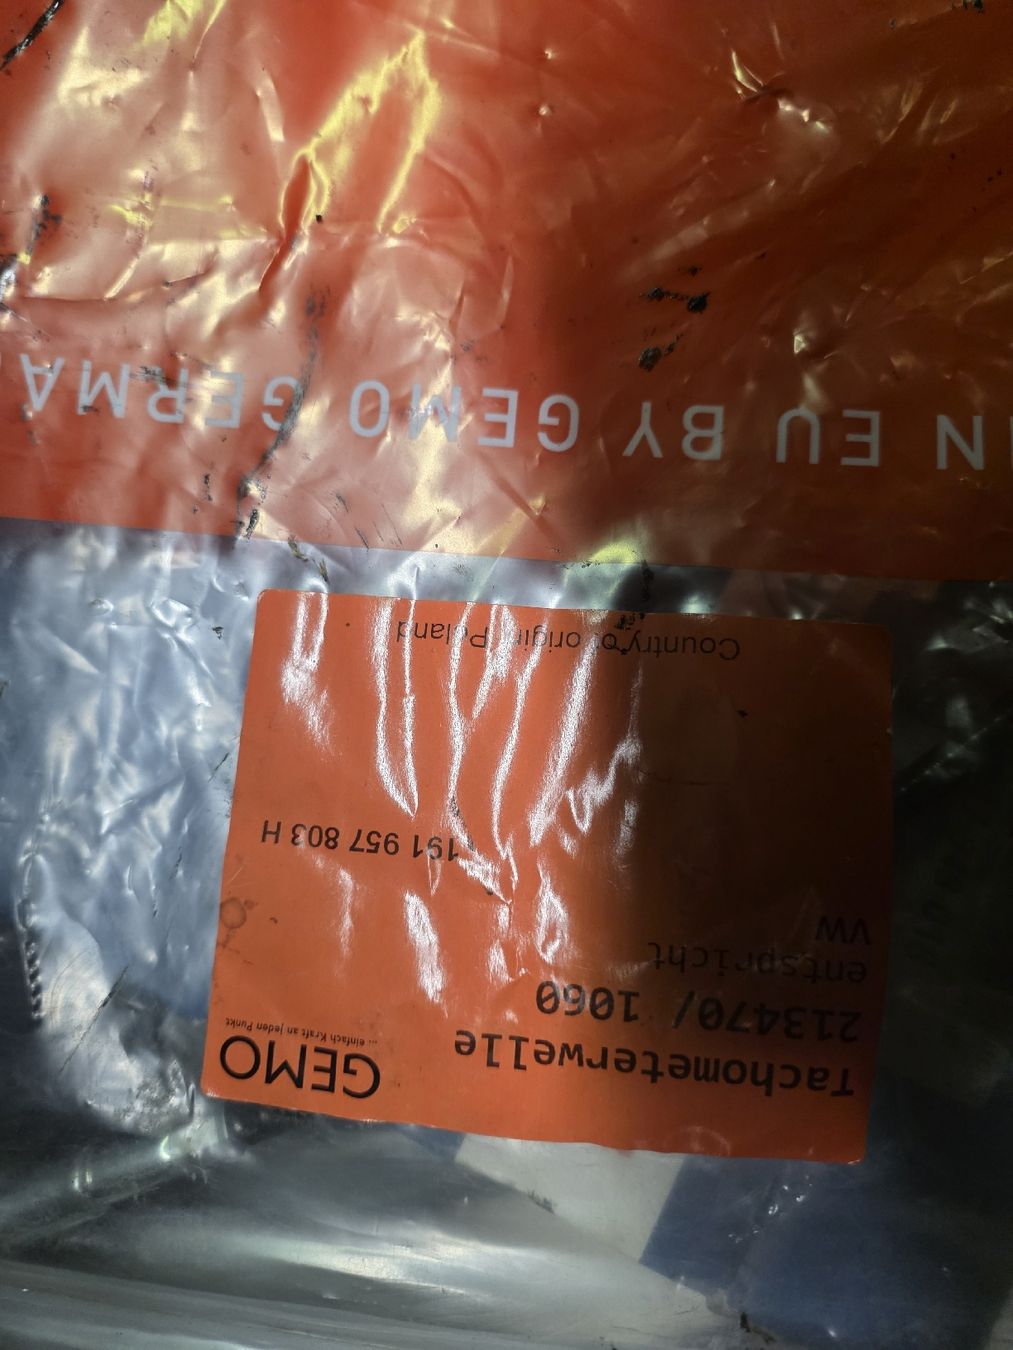 Tachometerwelle
213470/ 1060
entspricht
VW
GEMO
... einfach Kraft an jeden Punkt
191 957 803 H
Country of origin Poland
IN EU BY GEMO GERMA